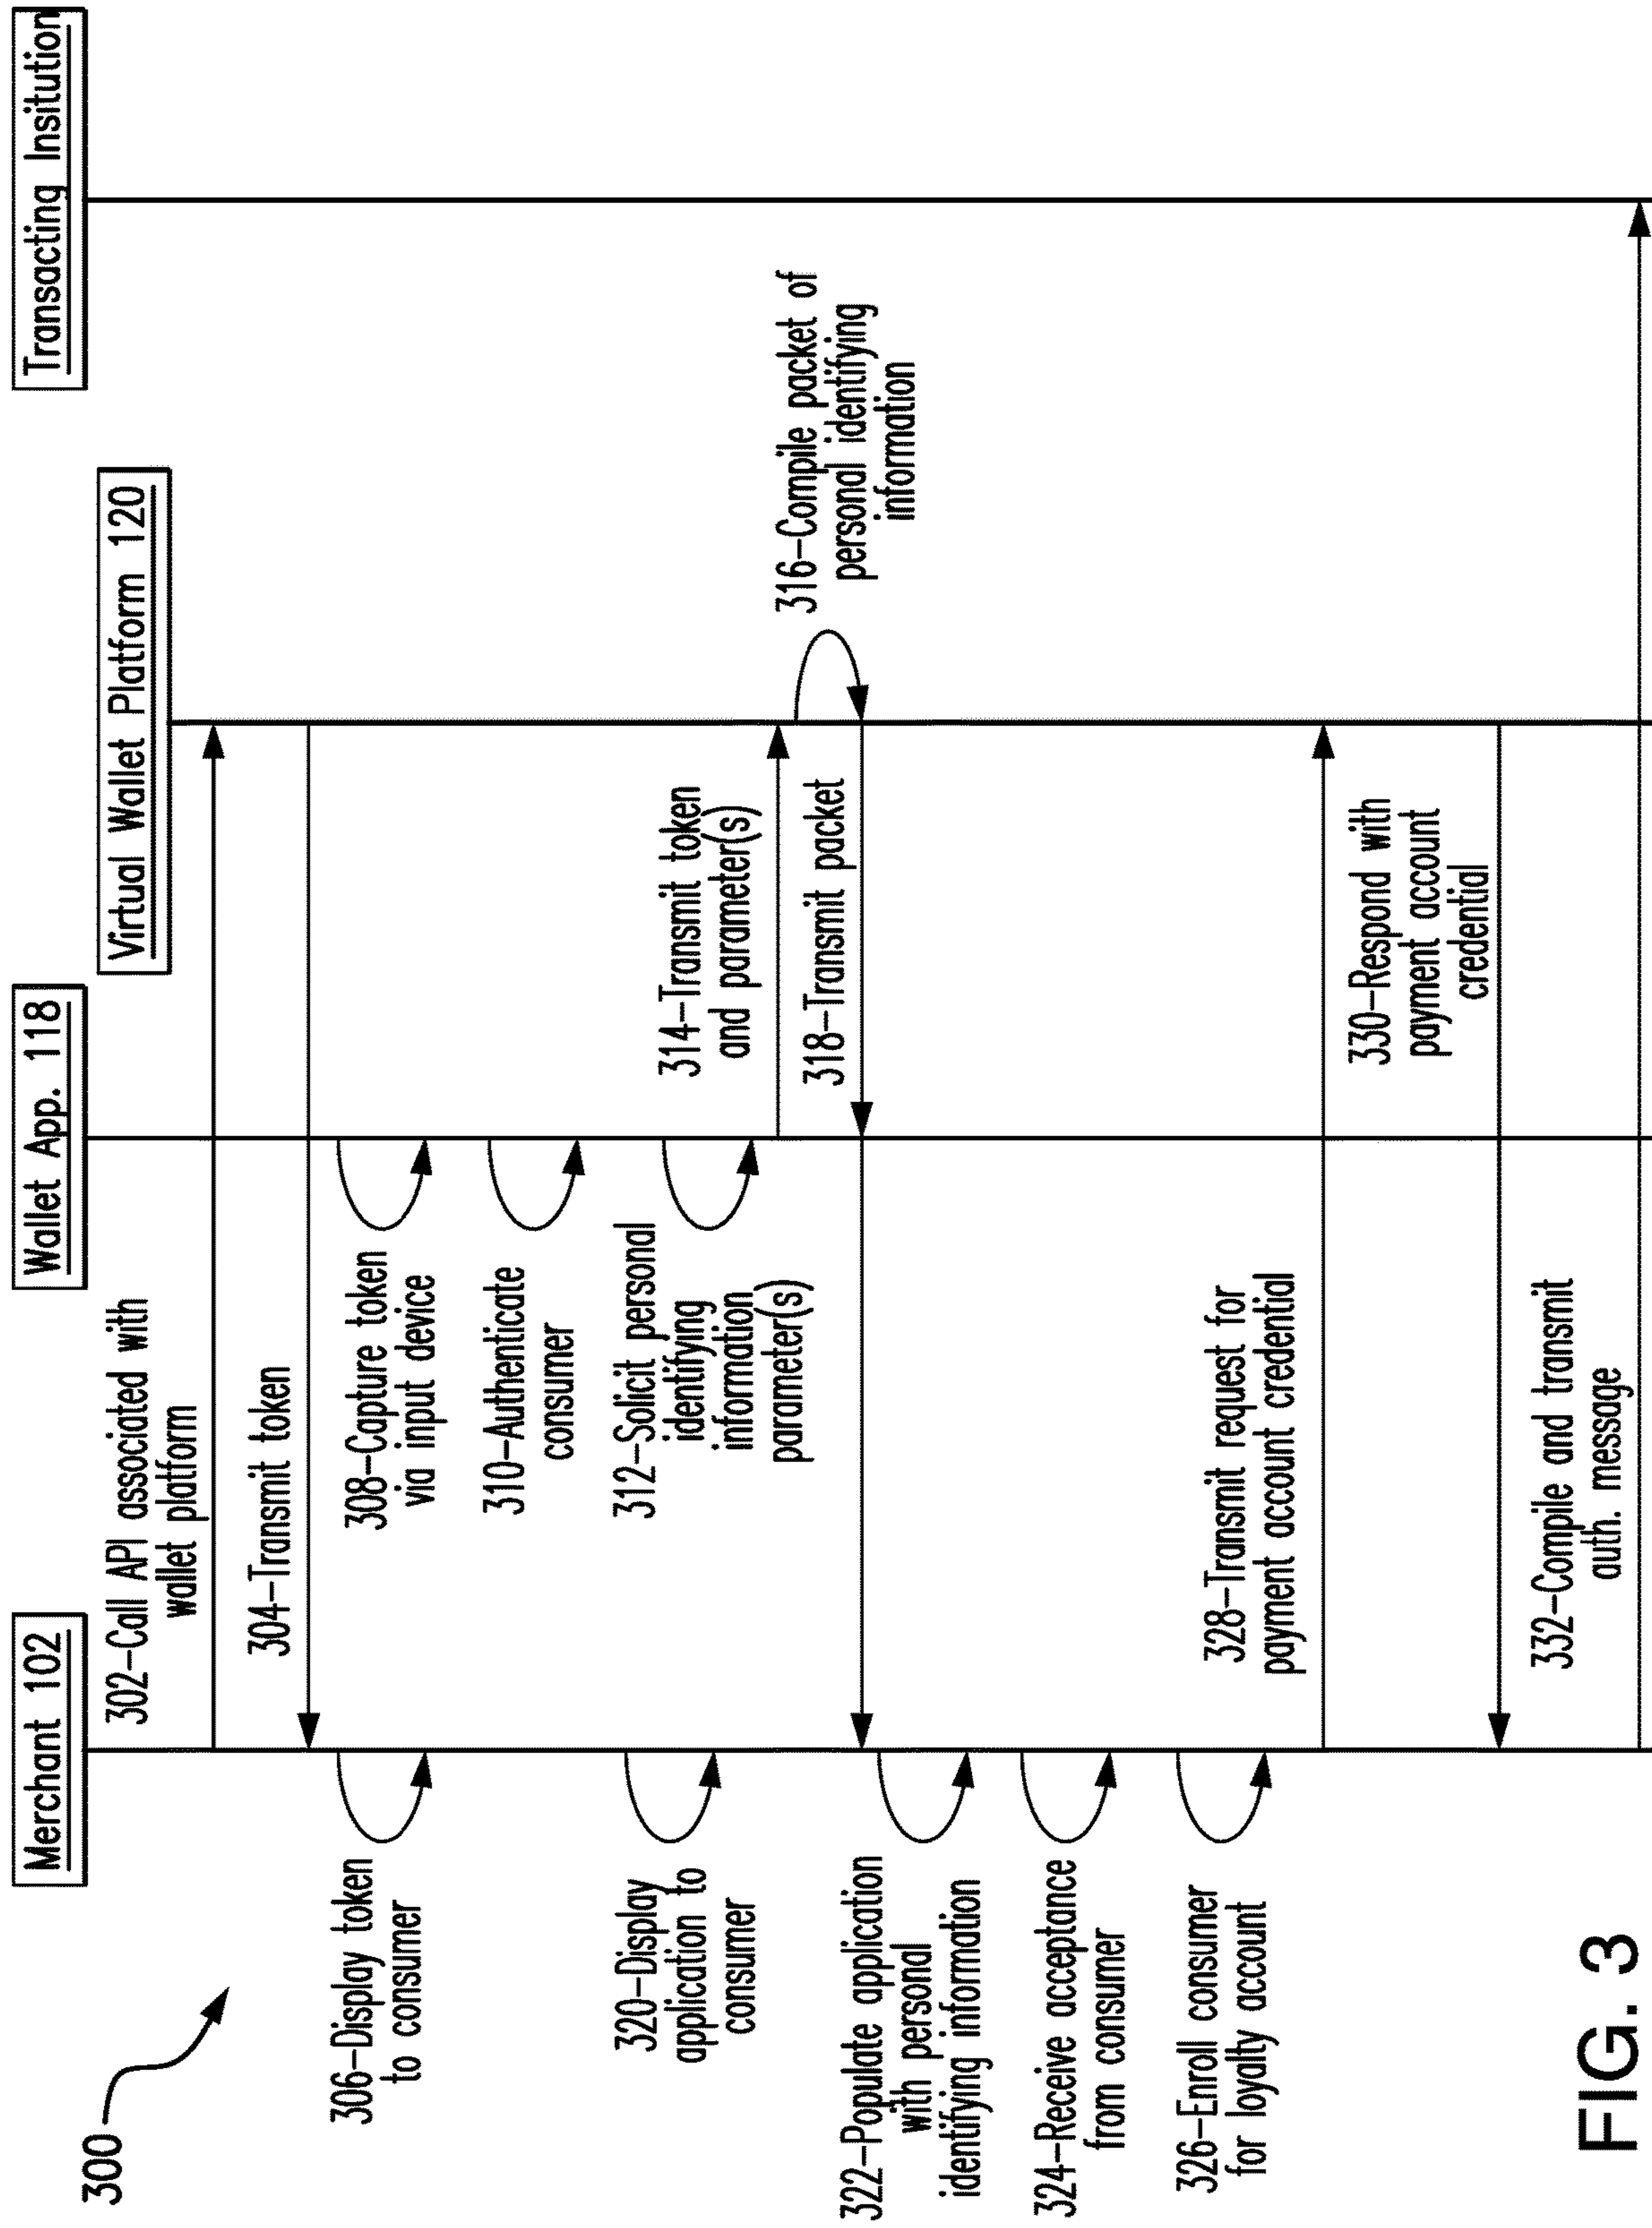 300
Merchant 102
Wallet App. 118
Virtual Wallet Platform 120
Transacting Insitution
302–Call API associated with
wallet platform
304–Transmit token
306–Display token
to consumer
308–Capture token
via input device
310–Authenticate
consumer
312–Solicit personal
identifying
information
parameter(s)
314–Transmit token
and parameter(s)
316–Compile packet of
personal identifying
information
318–Transmit packet
320–Display
application to
consumer
322–Populate application
with personal
identifying information
324–Receive acceptance
from consumer
326–Enroll consumer
for loyalty account
328–Transmit request for
payment account credential
330–Respond with
payment account
credential
332–Compile and transmit
auth. message
FIG. 3